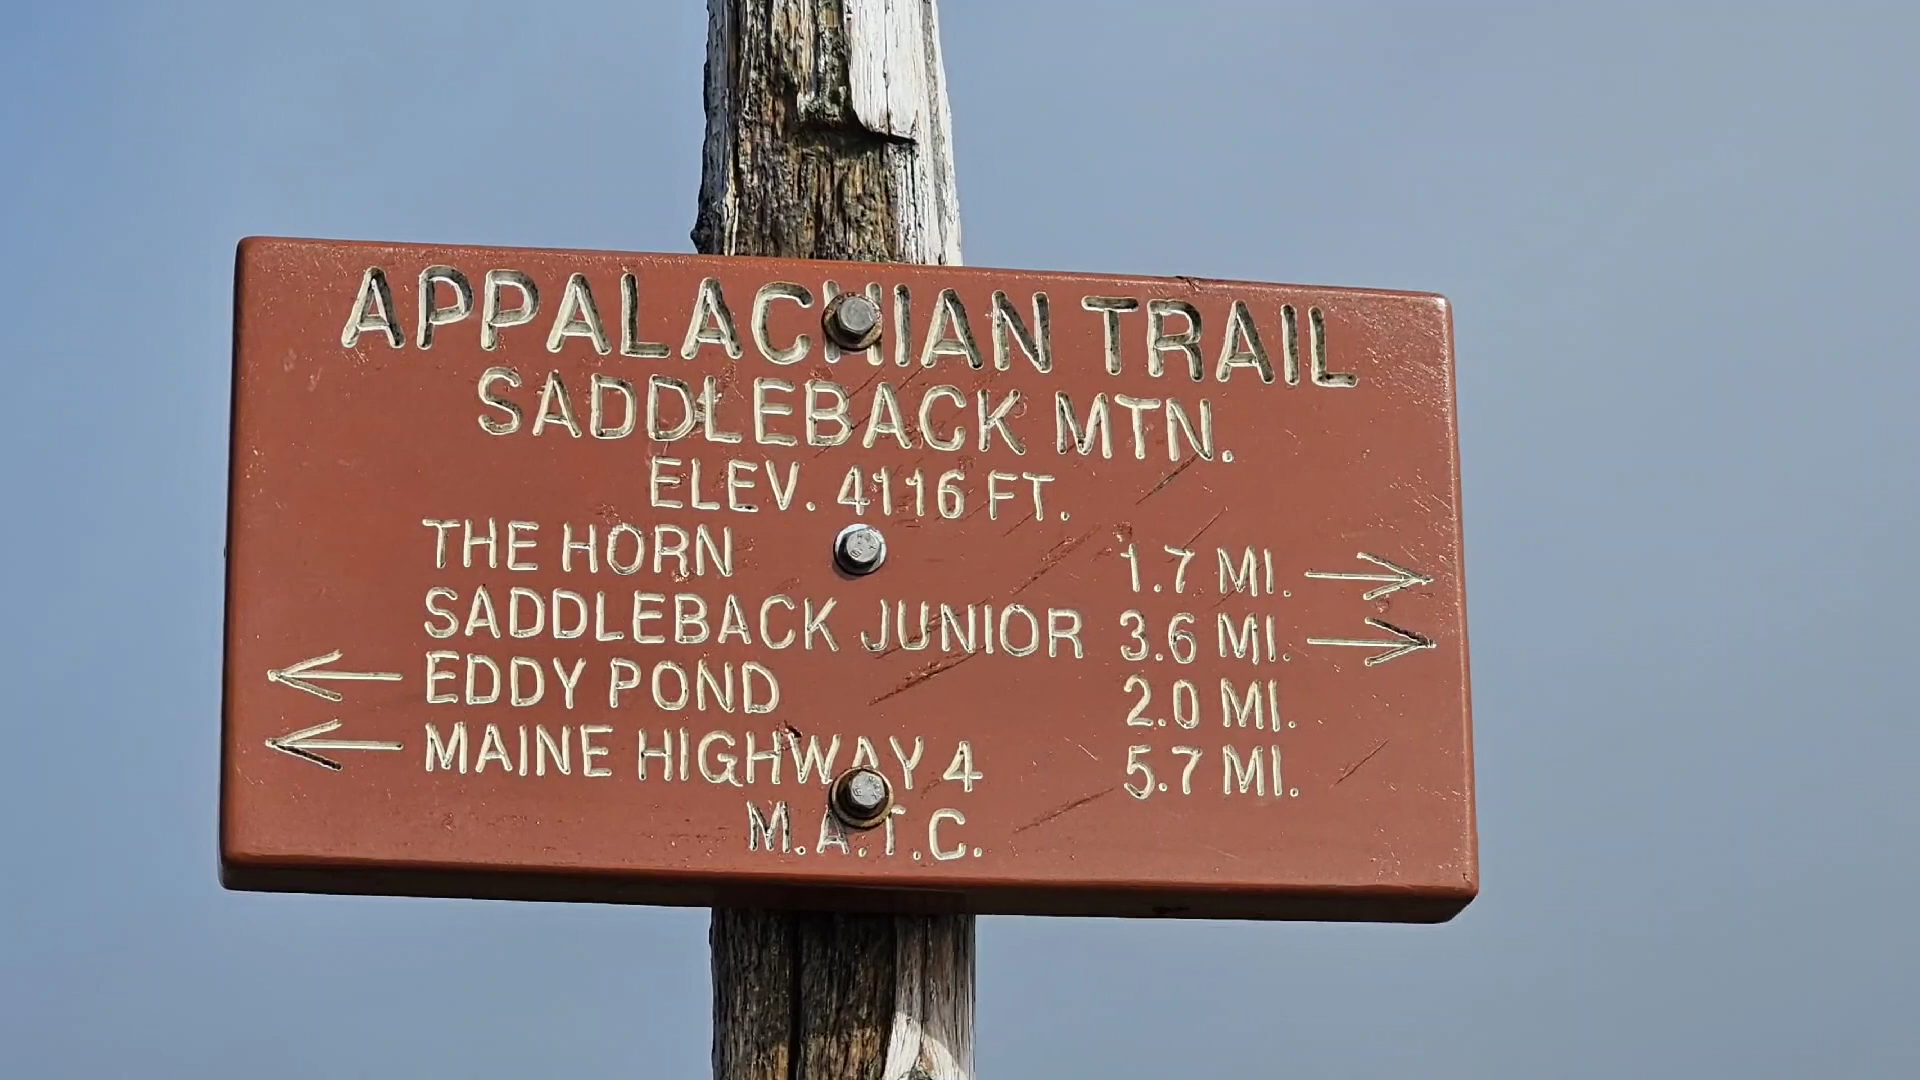 APPALACHIAN TRAIL
SADDLEBACK MTN.
ELEV. 4116 FT.
THE HORN 1.7 MI. →
SADDLEBACK JUNIOR 3.6 MI. →
← EDDY POND 2.0 MI.
← MAINE HIGHWAY 4 5.7 MI.
M.A.T.C.